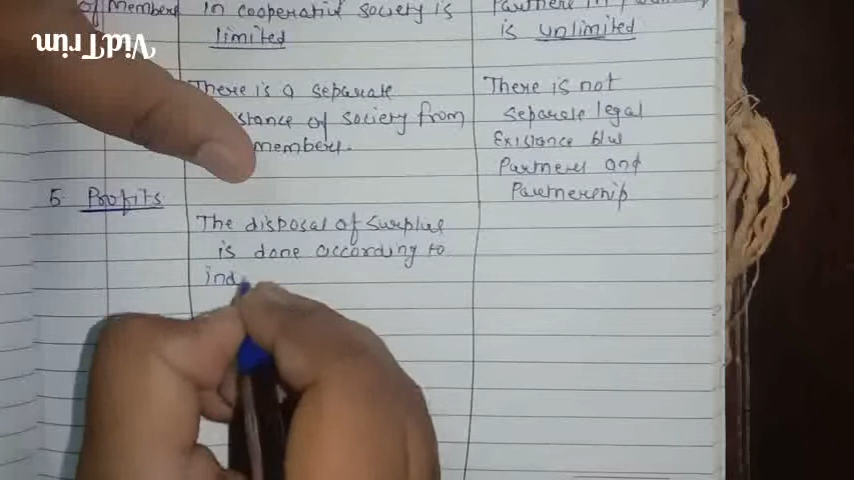 of Members
in cooperative society is
limited
Partners in
is unlimited
VidTrim
There is a separate
stance of society from
members.
There is not
separate legal
Existance b/w
Partners and
Partnership
5. Profits
The disposal of surplus
is done according to
ind